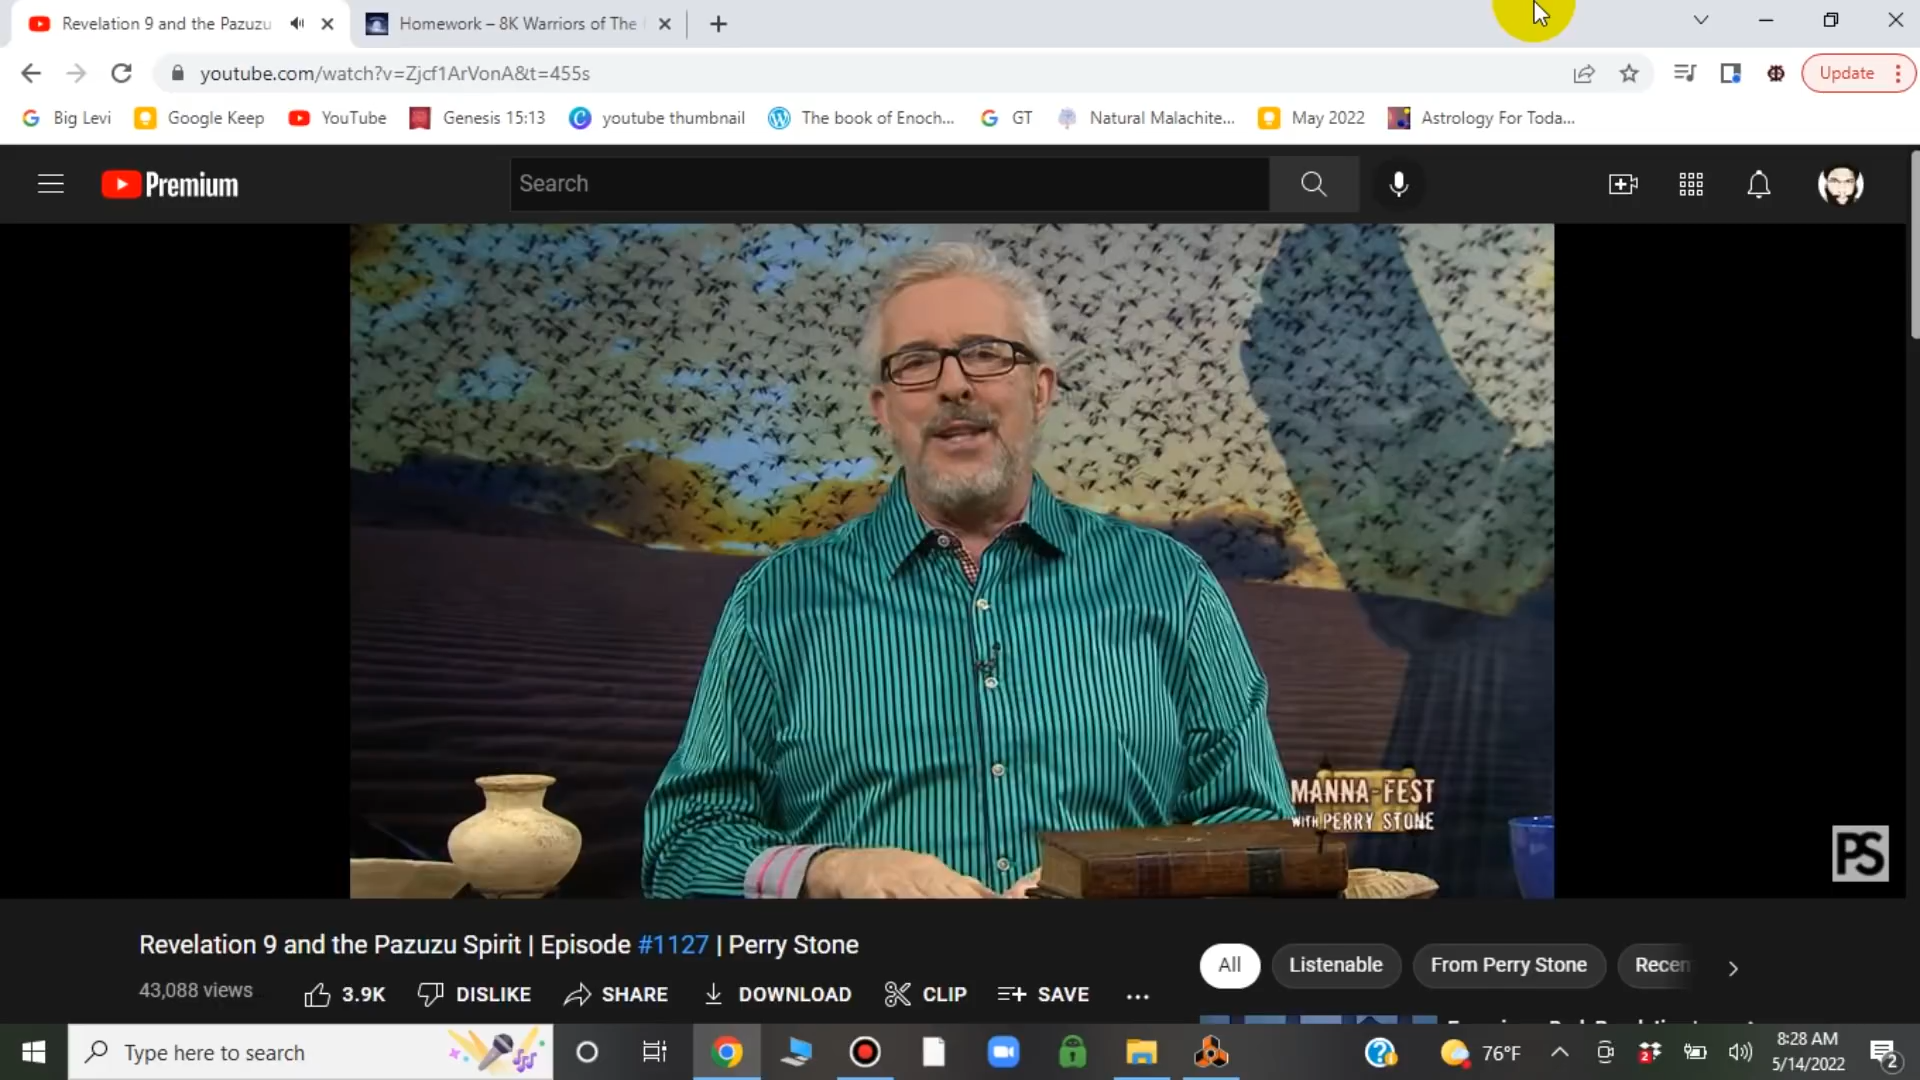 Revelation 9 and the Pazuzu
Homework – 8K Warriors of The
youtube.com/watch?v=Zjcf1ArVonA&t=455s
Update
Big Levi
Google Keep
YouTube
Genesis 15:13
youtube thumbnail
The book of Enoch...
GT
Natural Malachite...
May 2022
Astrology For Toda...
Premium
Search
MANNA-FEST
WITH PERRY STONE
PS
Revelation 9 and the Pazuzu Spirit | Episode #1127 | Perry Stone
43,088 views
3.9K
DISLIKE
SHARE
DOWNLOAD
CLIP
SAVE
All
Listenable
From Perry Stone
Recen
Type here to search
76°F
8:28 AM
5/14/2022
2